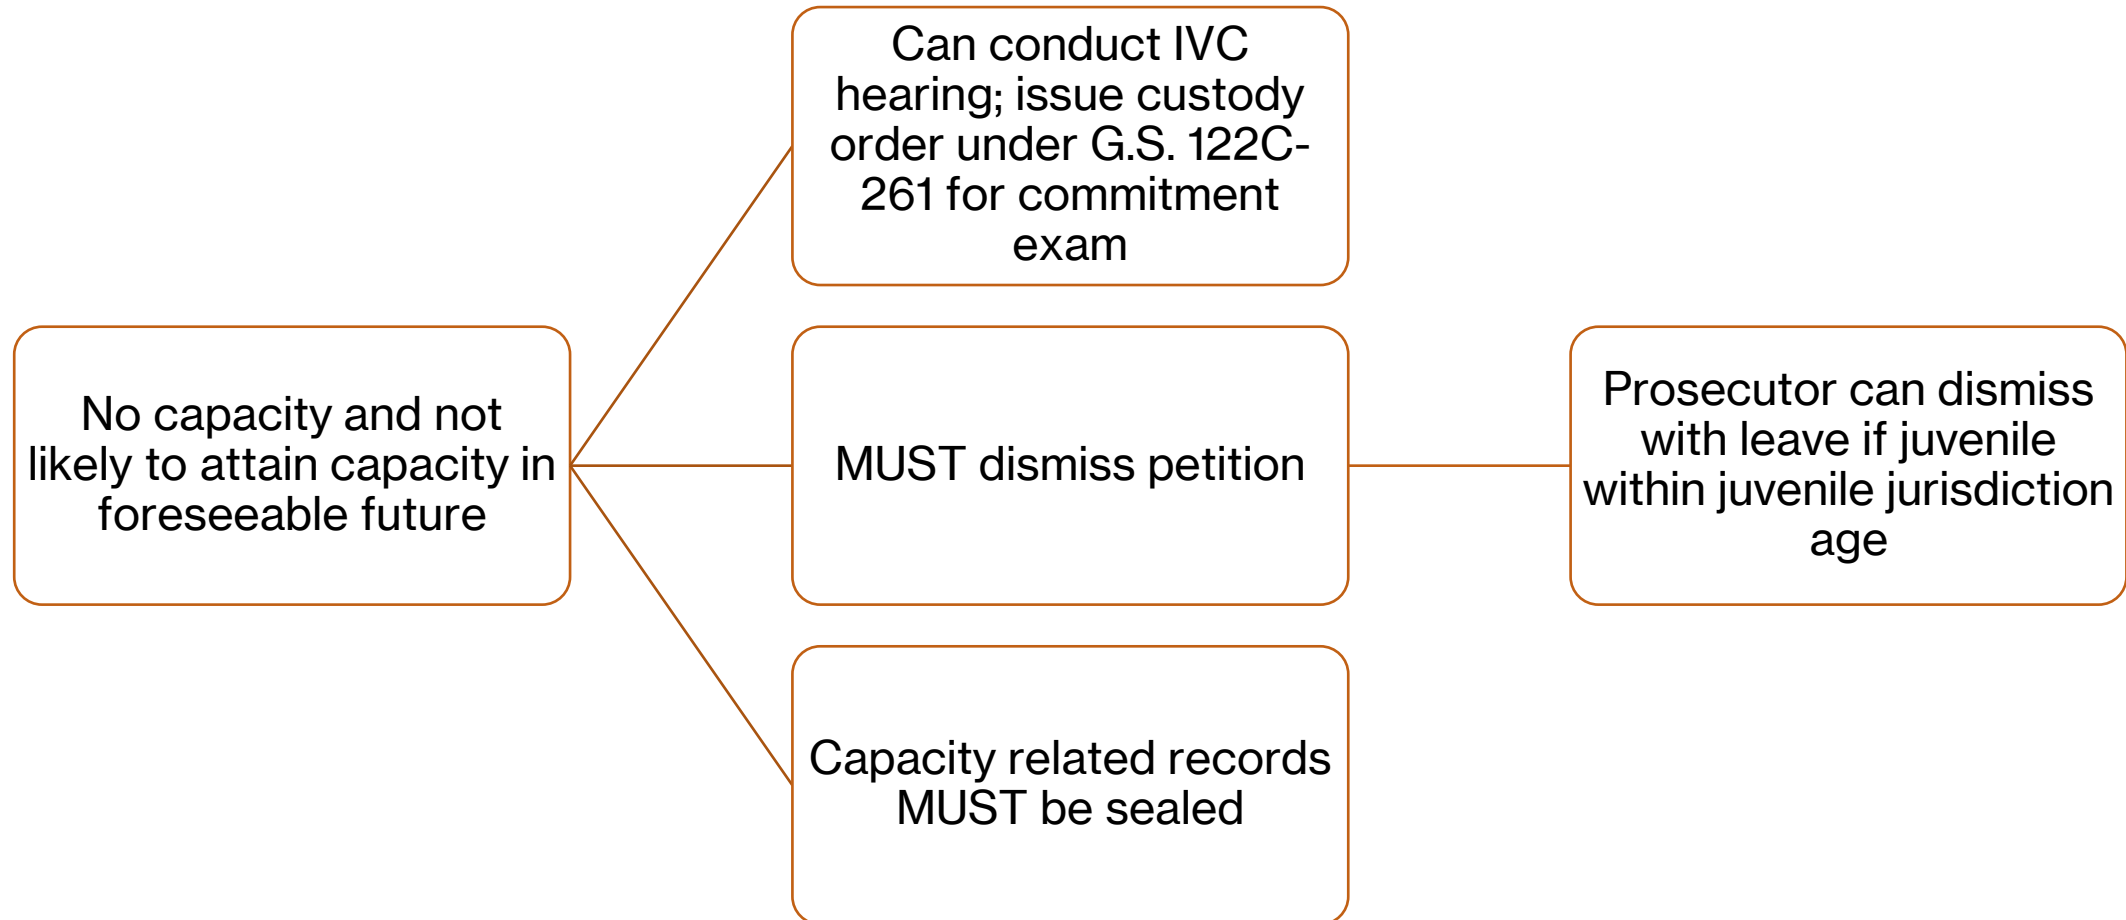 No capacity and not
likely to attain capacity in
foreseeable future
Can conduct IVC
hearing; issue custody
order under G.S. 122C-
261 for commitment
exam
MUST dismiss petition
Prosecutor can dismiss
with leave if juvenile
within juvenile jurisdiction
age
Capacity related records
MUST be sealed